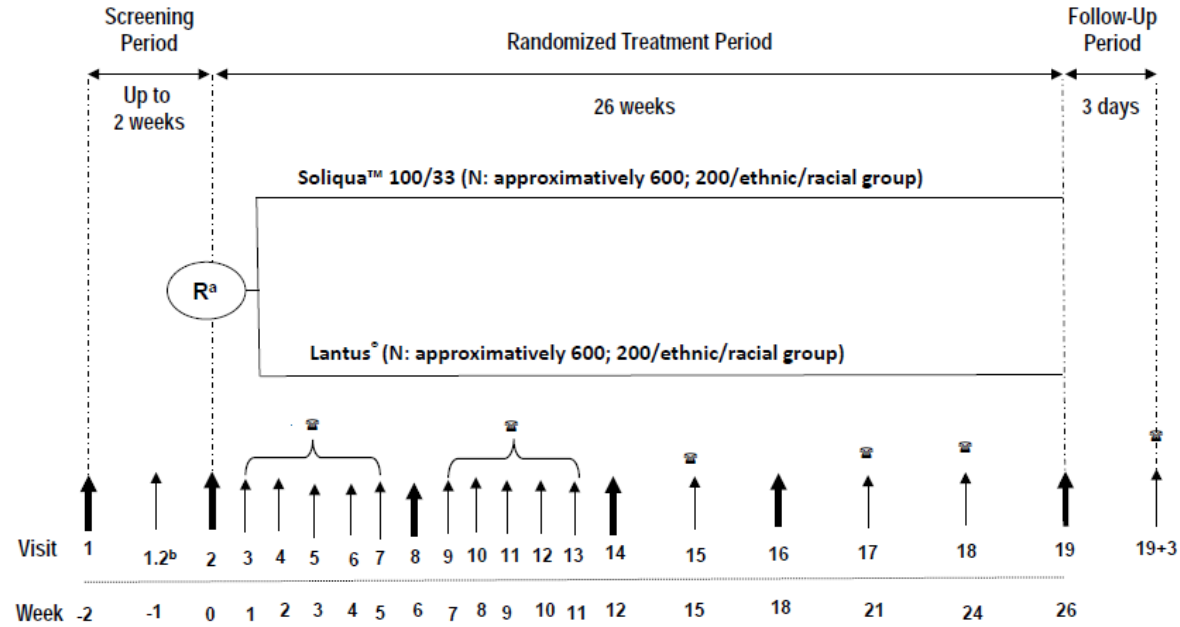 Screening Period
Randomized Treatment Period
Follow-Up Period
Up to 2 weeks
26 weeks
3 days
Soliqua™ 100/33 (N: approximatively 600; 200/ethnic/racial group)
Rª
Lantus® (N: approximatively 600; 200/ethnic/racial group)
Visit 1 1.2ᵇ 2 3 4 5 6 7 8 9 10 11 12 13 14 15 16 17 18 19 19+3
Week -2 -1 0 1 2 3 4 5 6 7 8 9 10 11 12 15 18 21 24 26